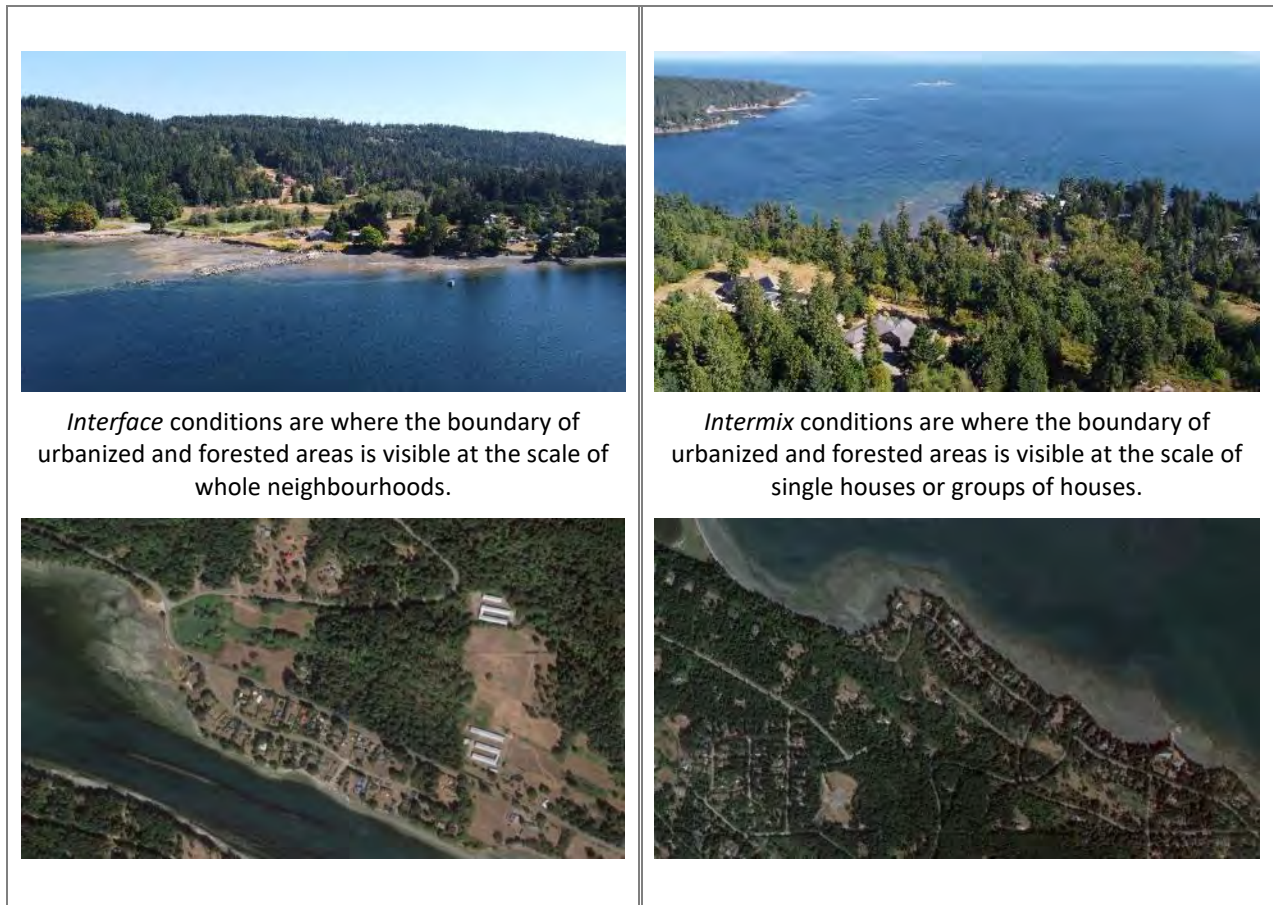 Interface conditions are where the boundary of
urbanized and forested areas is visible at the scale of
whole neighbourhoods.
Intermix conditions are where the boundary of
urbanized and forested areas is visible at the scale of
single houses or groups of houses.